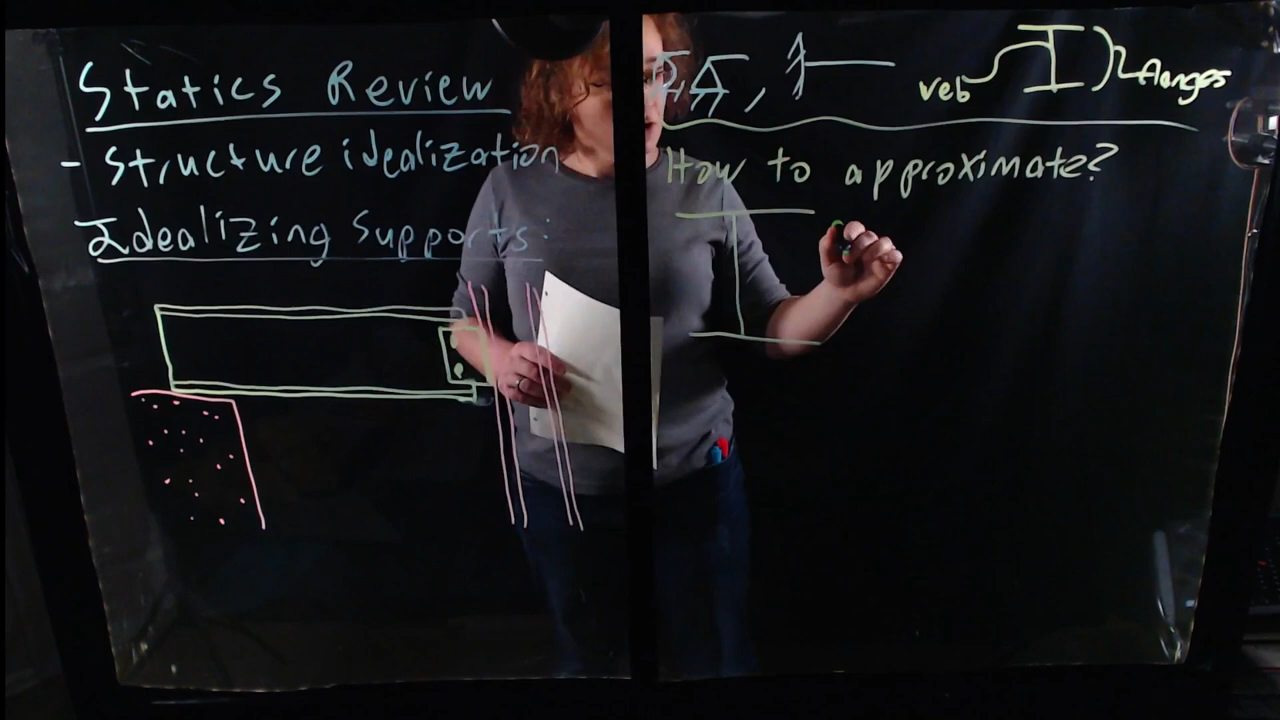 Statics Review
- Structure idealization
Idealizing Supports:
web
flanges
How to approximate?